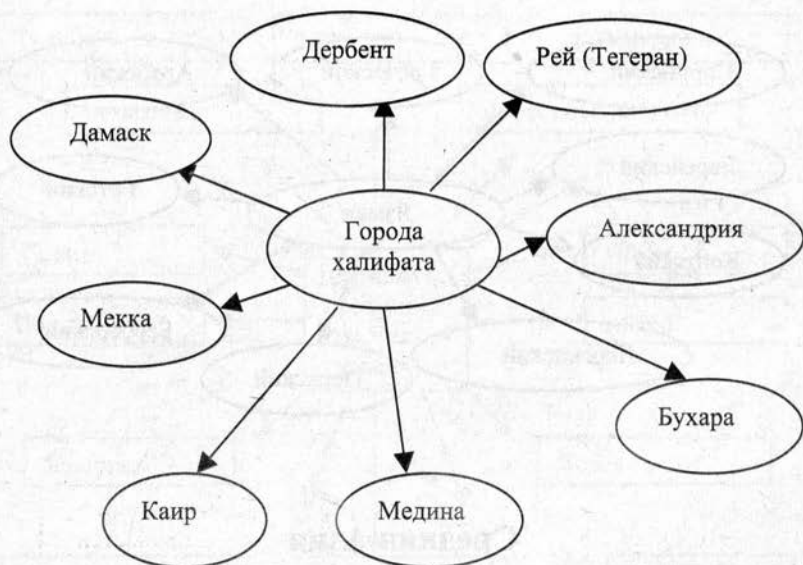 Дербент
Рей (Тегеран)
Дамаск
Города
халифата
Александрия
Мекка
Бухара
Каир
Медина